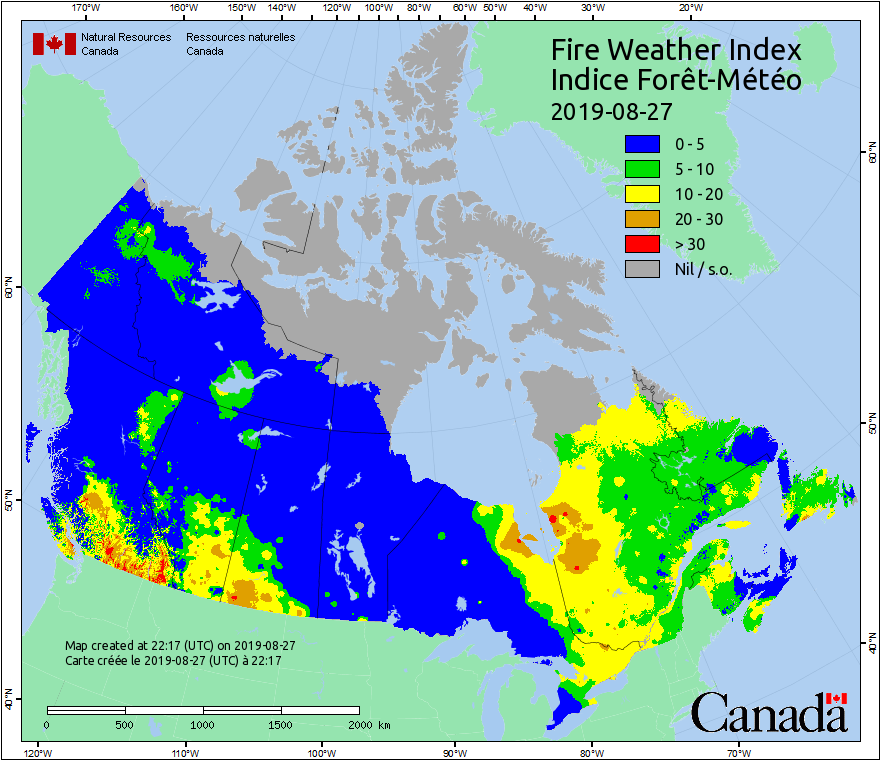 170°W 160°W 150°W 140°W 120°W 100°W 80°W 60°W 50°W 40°W 30°W 20°W
Natural Resources Canada
Ressources naturelles Canada
Fire Weather Index
Indice Forêt-Météo
2019-08-27
0 - 5
5 - 10
10 - 20
20 - 30
> 30
Nil / s.o.
60°N
50°N
40°N
60°N
50°N
40°N
Map created at 22:17 (UTC) on 2019-08-27
Carte créée le 2019-08-27 (UTC) à 22:17
0 500 1000 1500 2000 km
Canada
120°W 110°W 100°W 90°W 80°W 70°W